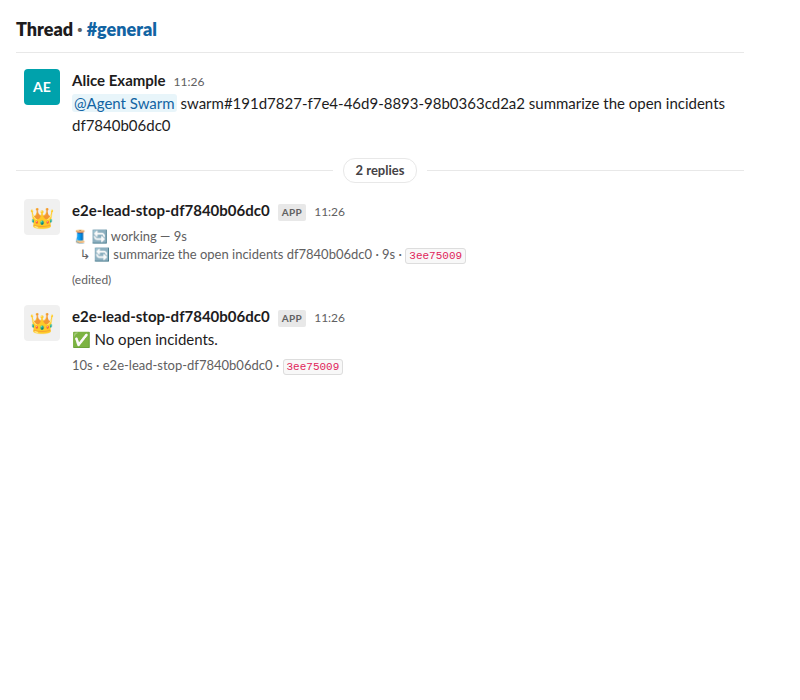 Thread • #general
AE
Alice Example 11:26
@Agent Swarm swarm#191d7827-f7e4-46d9-8893-98b0363cd2a2 summarize the open incidents
df7840b06dc0
2 replies
e2e-lead-stop-df7840b06dc0 APP 11:26
🧵 🔄 working — 9s
↳ 🔄 summarize the open incidents df7840b06dc0 · 9s · 3ee75009
(edited)
e2e-lead-stop-df7840b06dc0 APP 11:26
✅ No open incidents.
10s · e2e-lead-stop-df7840b06dc0 · 3ee75009